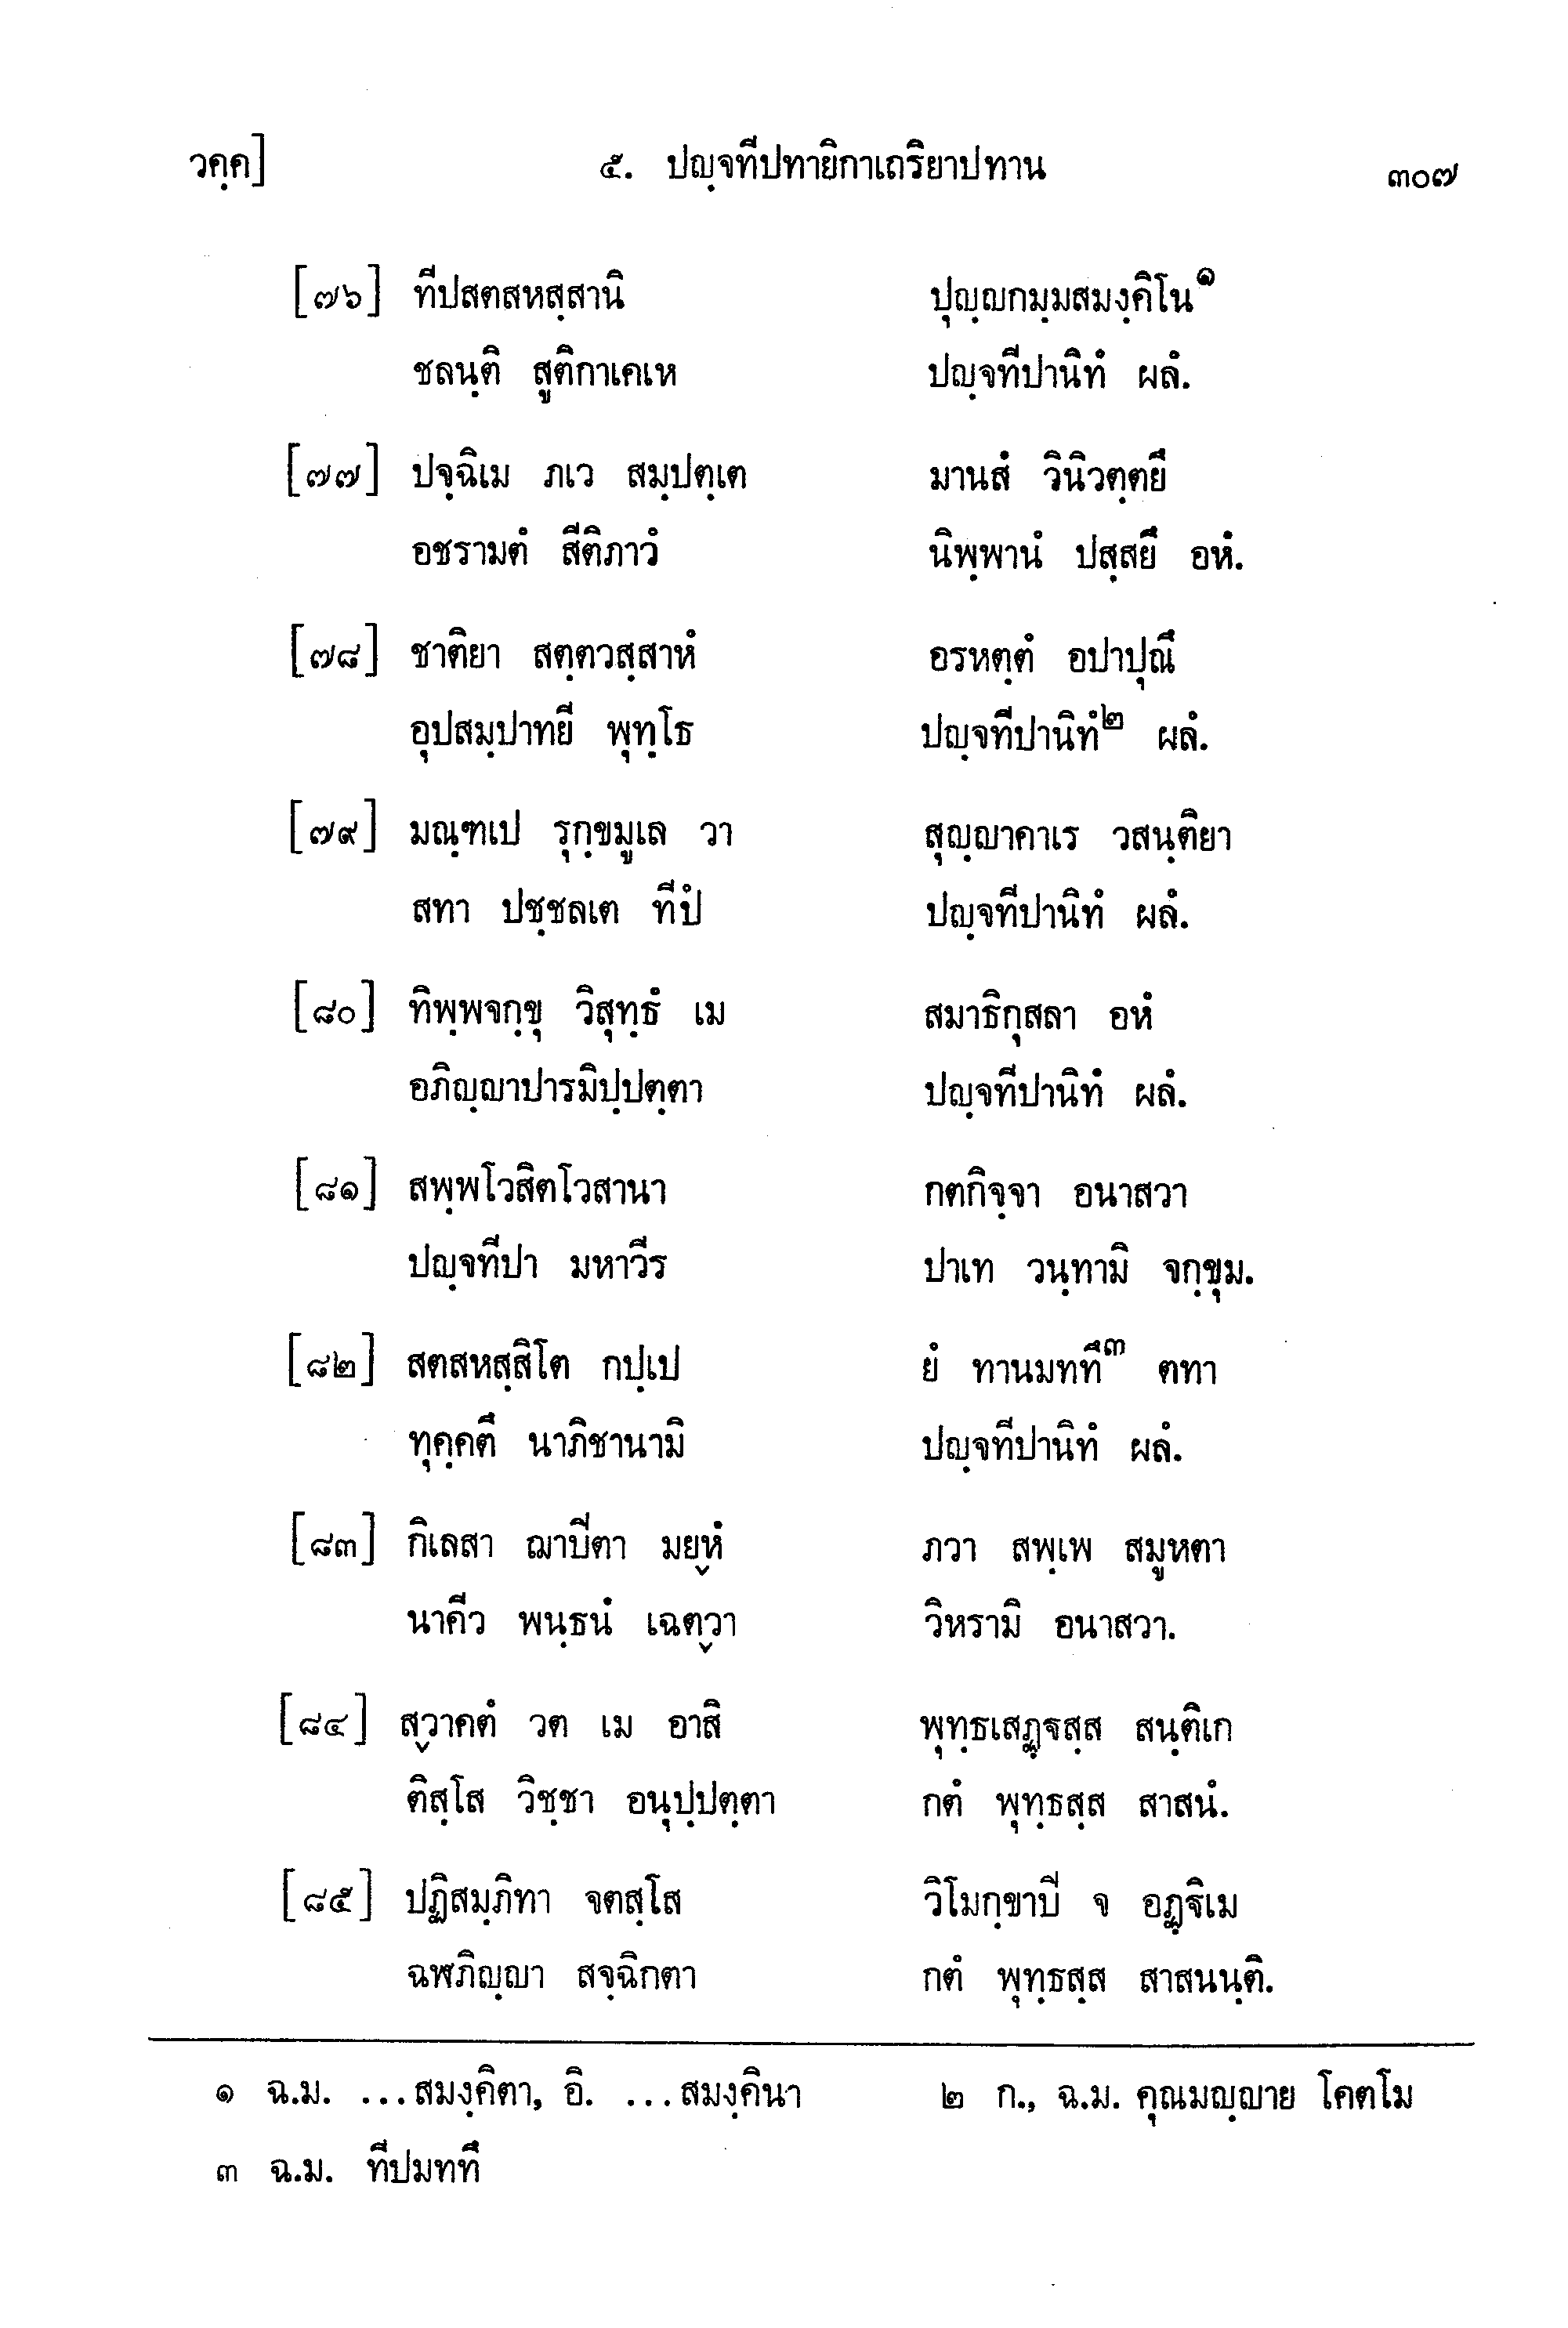 วคฺค] ๕. ปญฺจทีปทายิกาเถริยาปทาน ๓๐๗
[๗๖] ทีปสตสหสฺสานิ ปุญฺญกมฺมสมงฺคิโน๑
ชลนฺติ สูติกาเคเห ปญฺจทีปานิทํ ผลํ.
[๗๗] ปจฺฉิเม ภเว สมฺปตฺเต มานสํ วินิวตฺตยึ
อชรามตํ สีติภาวํ นิพฺพานํ ปสฺสยึ อหํ.
[๗๘] ชาติยา สตฺตวสฺสาหํ อรหตฺตํ อปาปุณึ
อุปสมฺปาทยี พุทฺโธ ปญฺจทีปานิทํ๒ ผลํ.
[๗๙] มณฺฑเป รุกฺขมูเล วา สุญฺญาคาเร วสนฺติยา
สทา ปชฺชลเต ทีปํ ปญฺจทีปานิทํ ผลํ.
[๘๐] ทิพฺพจกฺขุ วิสุทฺธํ เม สมาธิกุสลา อหํ
อภิญฺญาปารมิปฺปตฺตา ปญฺจทีปานิทํ ผลํ.
[๘๑] สพฺพโวสิตโวสานา กตกิจฺจา อนาสวา
ปญฺจทีปา มหาวีร ปาเท วนฺทามิ จกฺขุม.
[๘๒] สตสหสฺสิโต กปฺเป ยํ ทานมททึ๓ ตทา
ทุคฺคตึ นาภิชานามิ ปญฺจทีปานิทํ ผลํ.
[๘๓] กิเลสา ฌาปิตา มยฺหํ ภวา สพฺเพ สมูหตา
นาคีว พนฺธนํ เฉตฺวา วิหรามิ อนาสวา.
[๘๔] สฺวาคตํ วต เม อาสิ พุทฺธเสฏฺฐสฺส สนฺติเก
ติสฺโส วิชฺชา อนุปฺปตฺตา กตํ พุทฺธสฺส สาสนํ.
[๘๕] ปฏิสมฺภิทา จตสฺโส วิโมกฺขาปิ จ อฏฺฐิเม
ฉฬภิญฺญา สจฺฉิกตา กตํ พุทฺธสฺส สาสนนฺติ.
๑ ฉ.ม. ...สมงฺคิตา, อิ. ...สมงฺคินา ๒ ก., ฉ.ม. คุณมญฺญาย โคตโม
๓ ฉ.ม. ทีปมททึ